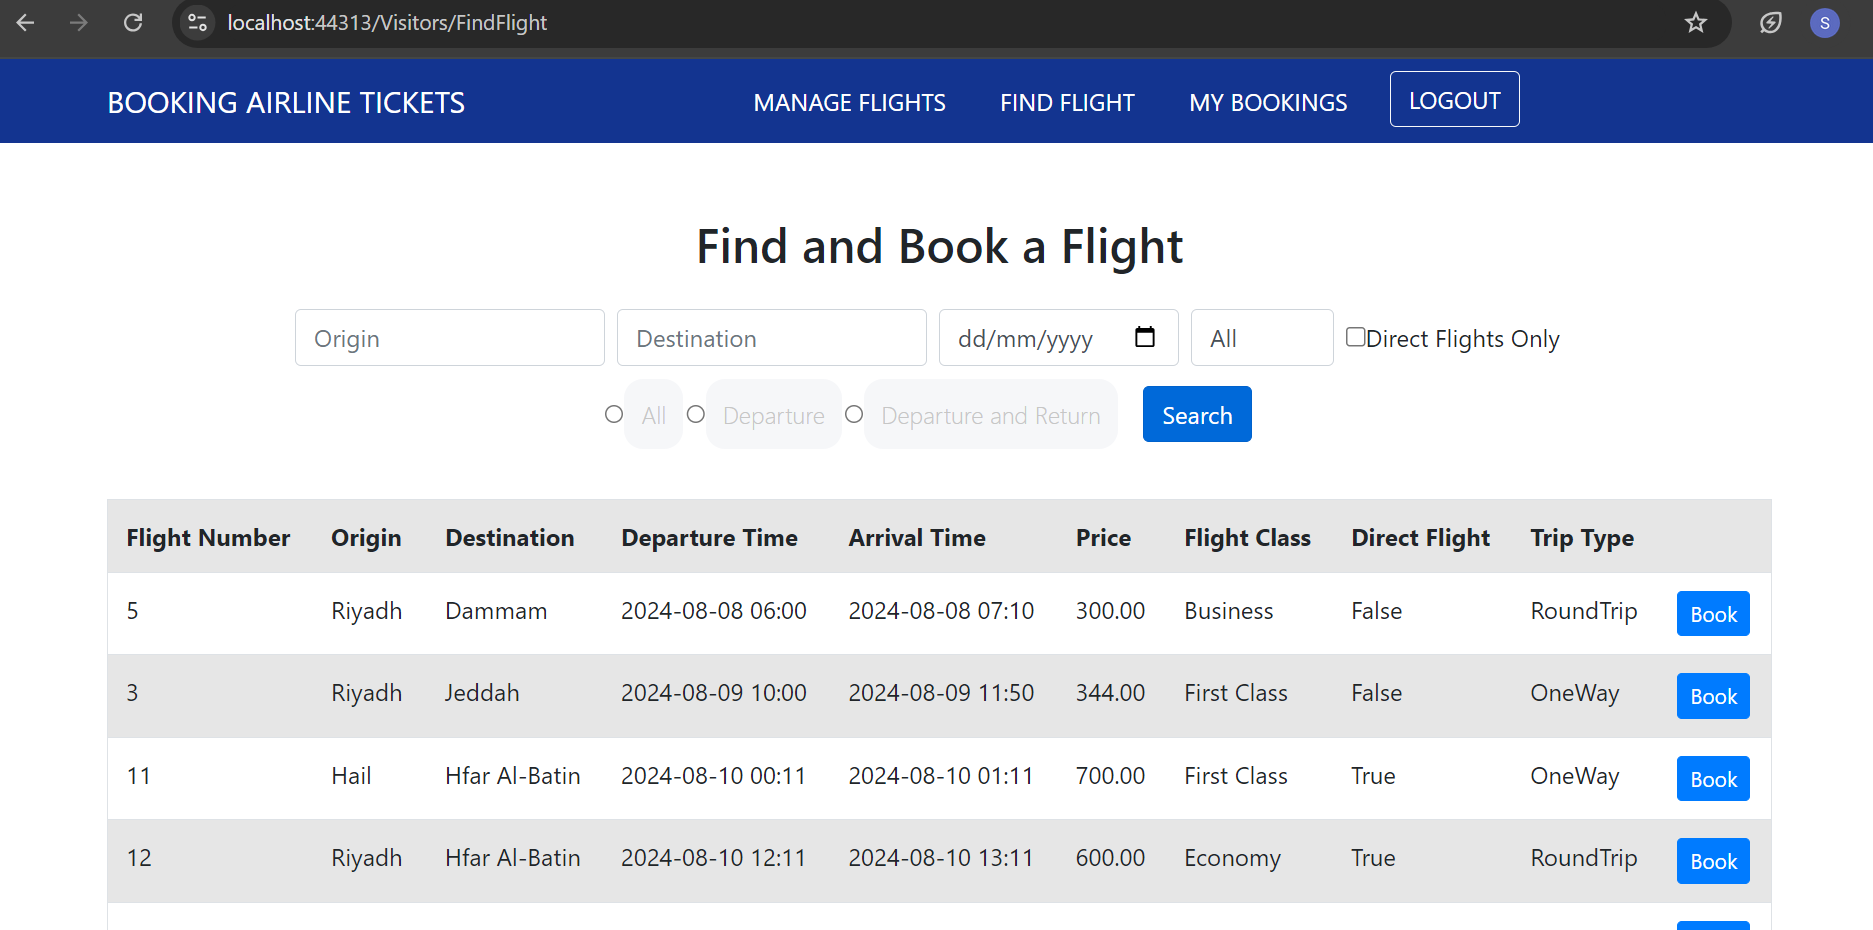 localhost:44313/Visitors/FindFlight
S
BOOKING AIRLINE TICKETS MANAGE FLIGHTS FIND FLIGHT MY BOOKINGS LOGOUT
Find and Book a Flight
Origin Destination dd/mm/yyyy All Direct Flights Only
All Departure Departure and Return Search
Flight Number Origin Destination Departure Time Arrival Time Price Flight Class Direct Flight Trip Type
5 Riyadh Dammam 2024-08-08 06:00 2024-08-08 07:10 300.00 Business False RoundTrip Book
3 Riyadh Jeddah 2024-08-09 10:00 2024-08-09 11:50 344.00 First Class False OneWay Book
11 Hail Hfar Al-Batin 2024-08-10 00:11 2024-08-10 01:11 700.00 First Class True OneWay Book
12 Riyadh Hfar Al-Batin 2024-08-10 12:11 2024-08-10 13:11 600.00 Economy True RoundTrip Book